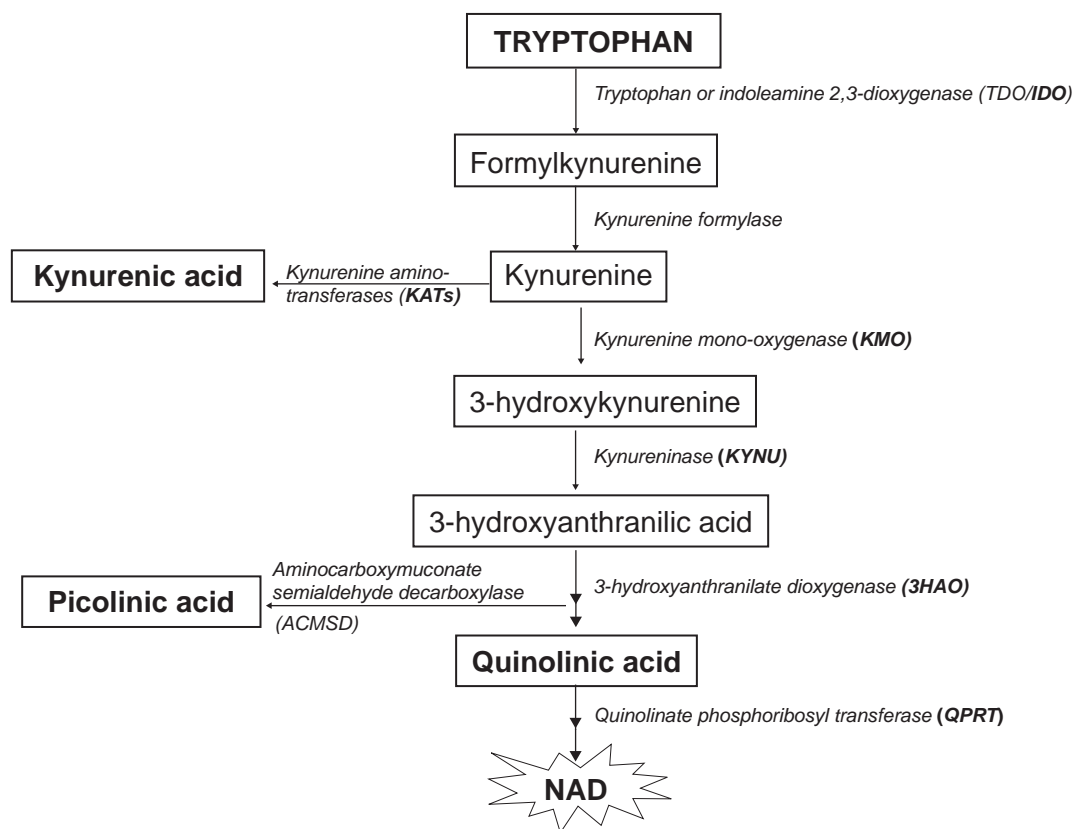 TRYPTOPHAN
Tryptophan or indoleamine 2,3-dioxygenase (TDO/IDO)
Formylkynurenine
Kynurenine formylase
Kynurenic acid
Kynurenine amino-
transferases (KATs)
Kynurenine
Kynurenine mono-oxygenase (KMO)
3-hydroxykynurenine
Kynureninase (KYNU)
3-hydroxyanthranilic acid
Picolinic acid
Aminocarboxymuconate
semialdehyde decarboxylase
(ACMSD)
3-hydroxyanthranilate dioxygenase (3HAO)
Quinolinic acid
Quinolinate phosphoribosyl transferase (QPRT)
NAD